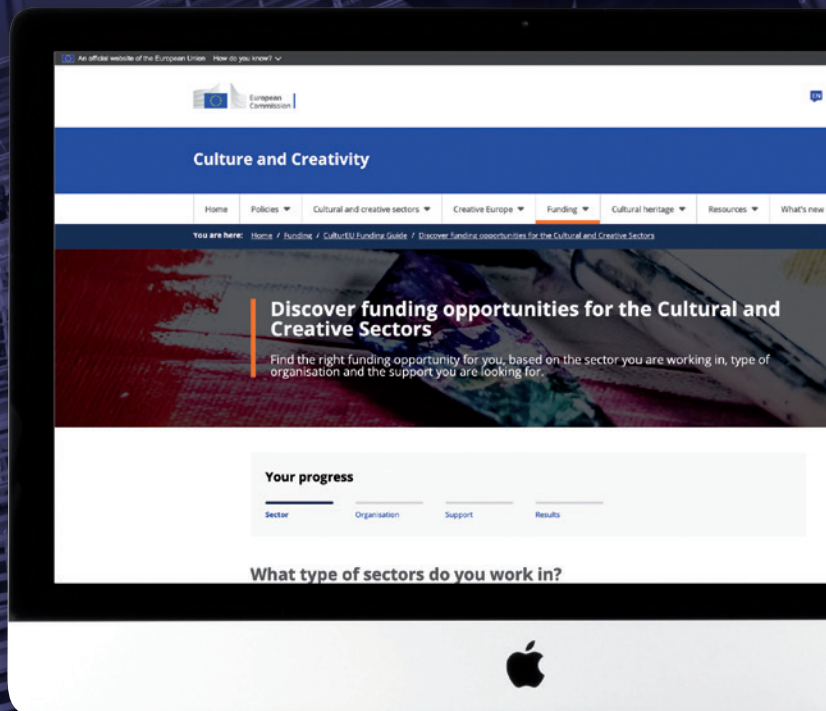 An official website of the European Union How do you know?
European
Commission
EN
Culture and Creativity
Home Policies Cultural and creative sectors Creative Europe Funding Cultural heritage Resources What's new
You are here: Home / Funding / CulturEU Funding Guide / Discover funding opportunities for the Cultural and Creative Sectors
Discover funding opportunities for the Cultural and
Creative Sectors
Find the right funding opportunity for you, based on the sector you are working in, type of
organisation and the support you are looking for.
Your progress
Sector Organisation Support Results
What type of sectors do you work in?